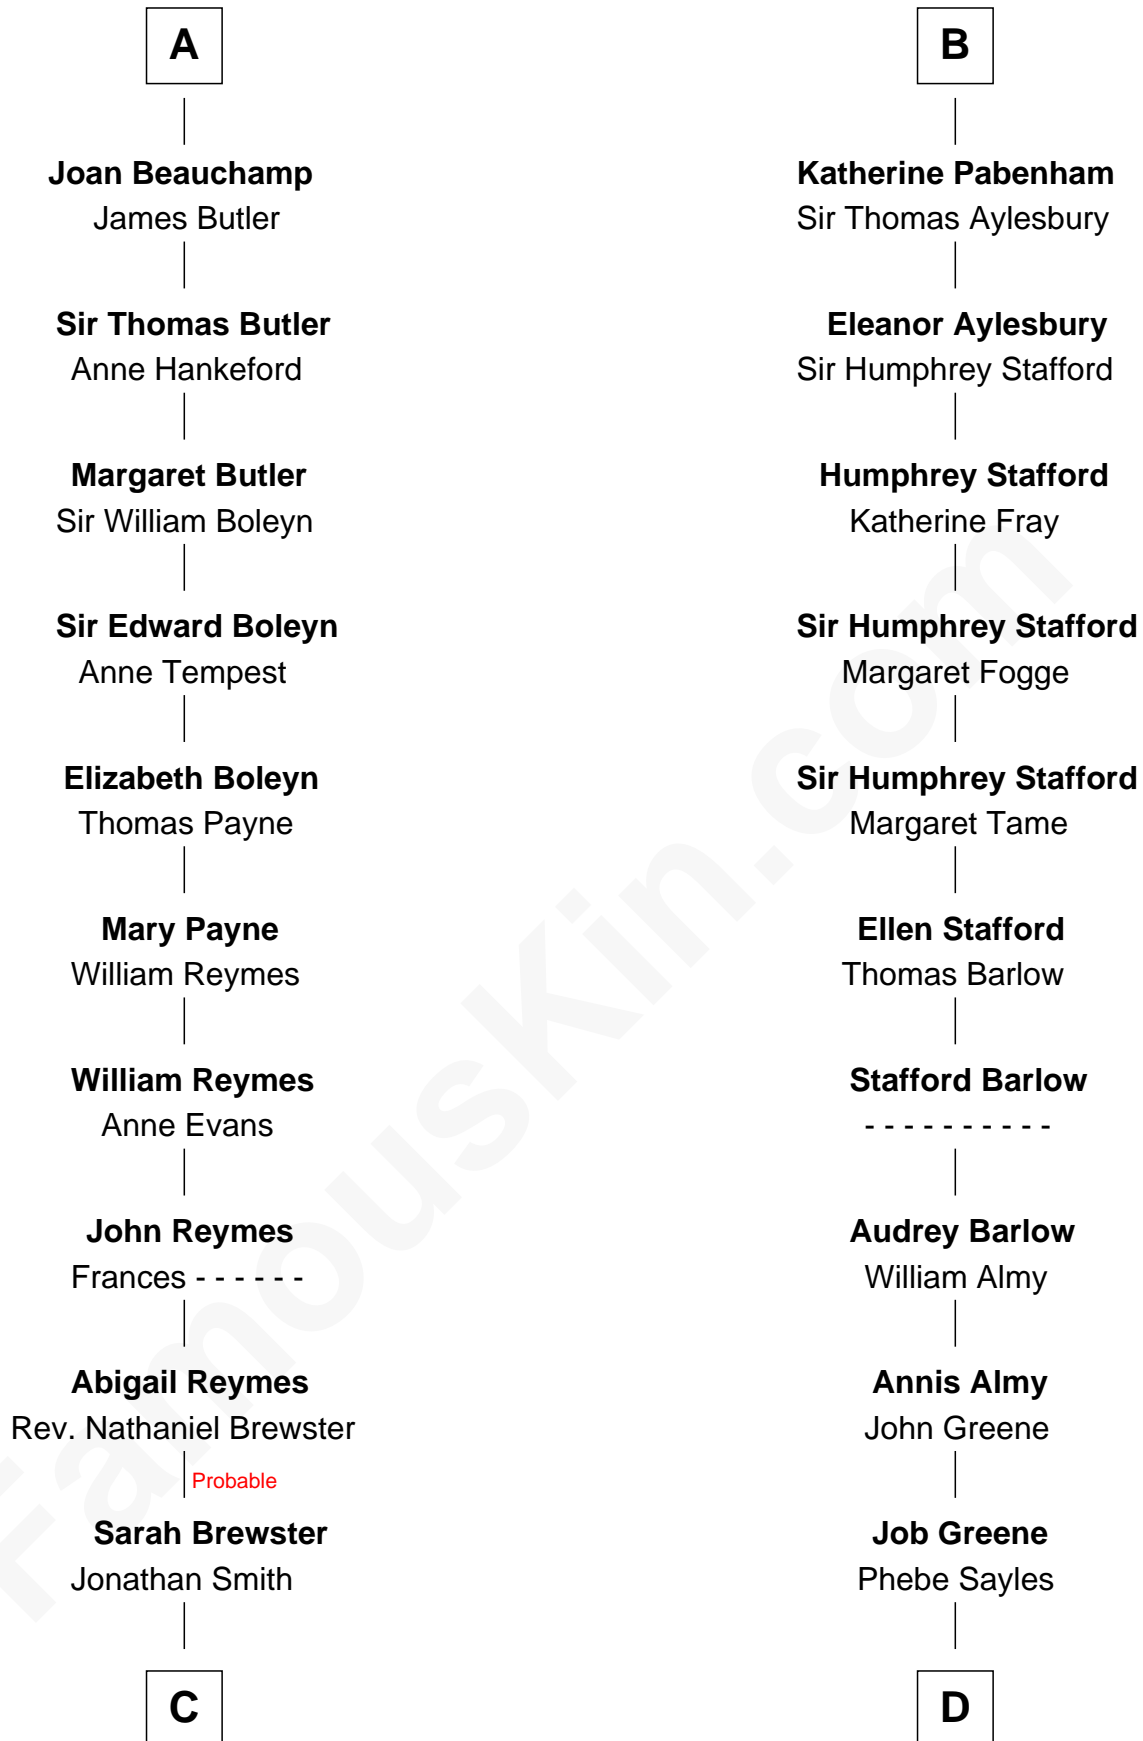 A
Joan Beauchamp
James Butler
Sir Thomas Butler
Anne Hankeford
Margaret Butler
Sir William Boleyn
Sir Edward Boleyn
Anne Tempest
Elizabeth Boleyn
Thomas Payne
Mary Payne
William Reymes
William Reymes
Anne Evans
John Reymes
Frances - - - - - -
Abigail Reymes
Rev. Nathaniel Brewster
Probable
Sarah Brewster
Jonathan Smith
C
B
Katherine Pabenham
Sir Thomas Aylesbury
Eleanor Aylesbury
Sir Humphrey Stafford
Humphrey Stafford
Katherine Fray
Sir Humphrey Stafford
Margaret Fogge
Sir Humphrey Stafford
Margaret Tame
Ellen Stafford
Thomas Barlow
Stafford Barlow
- - - - - - - - - -
Audrey Barlow
William Almy
Annis Almy
John Greene
Job Greene
Phebe Sayles
D
FamousKin.com